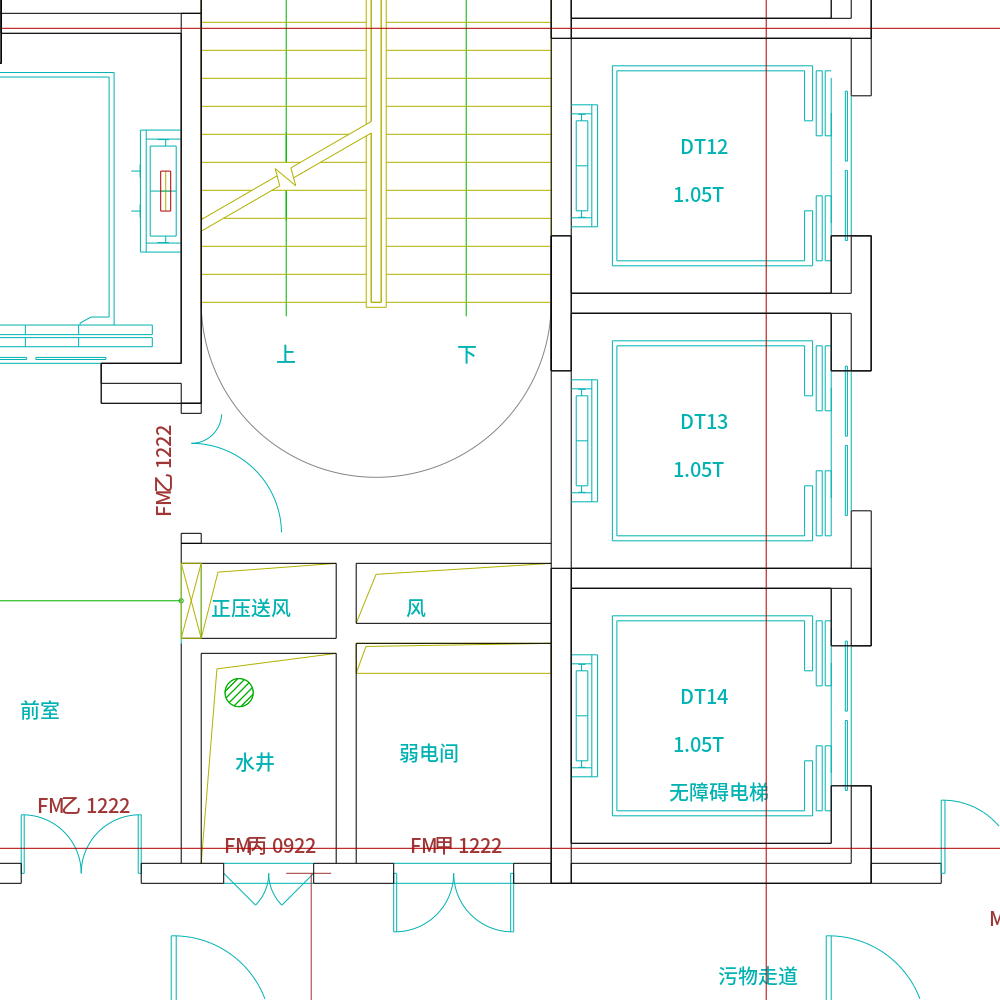 DT12
1.05T
上
下
DT13
1.05T
FM乙 1222
正压送风
风
DT14
前室
1.05T
弱电间
水井
无障碍电梯
FM乙 1222
FM丙 0922
FM甲 1222
M
污物走道